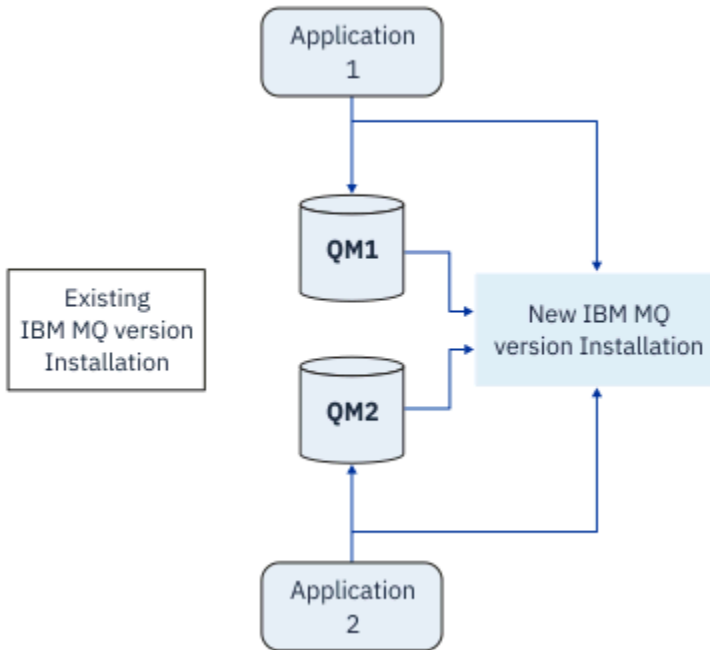 Application
1
QM1
Existing
IBM MQ version
Installation
New IBM MQ
version Installation
QM2
Application
2